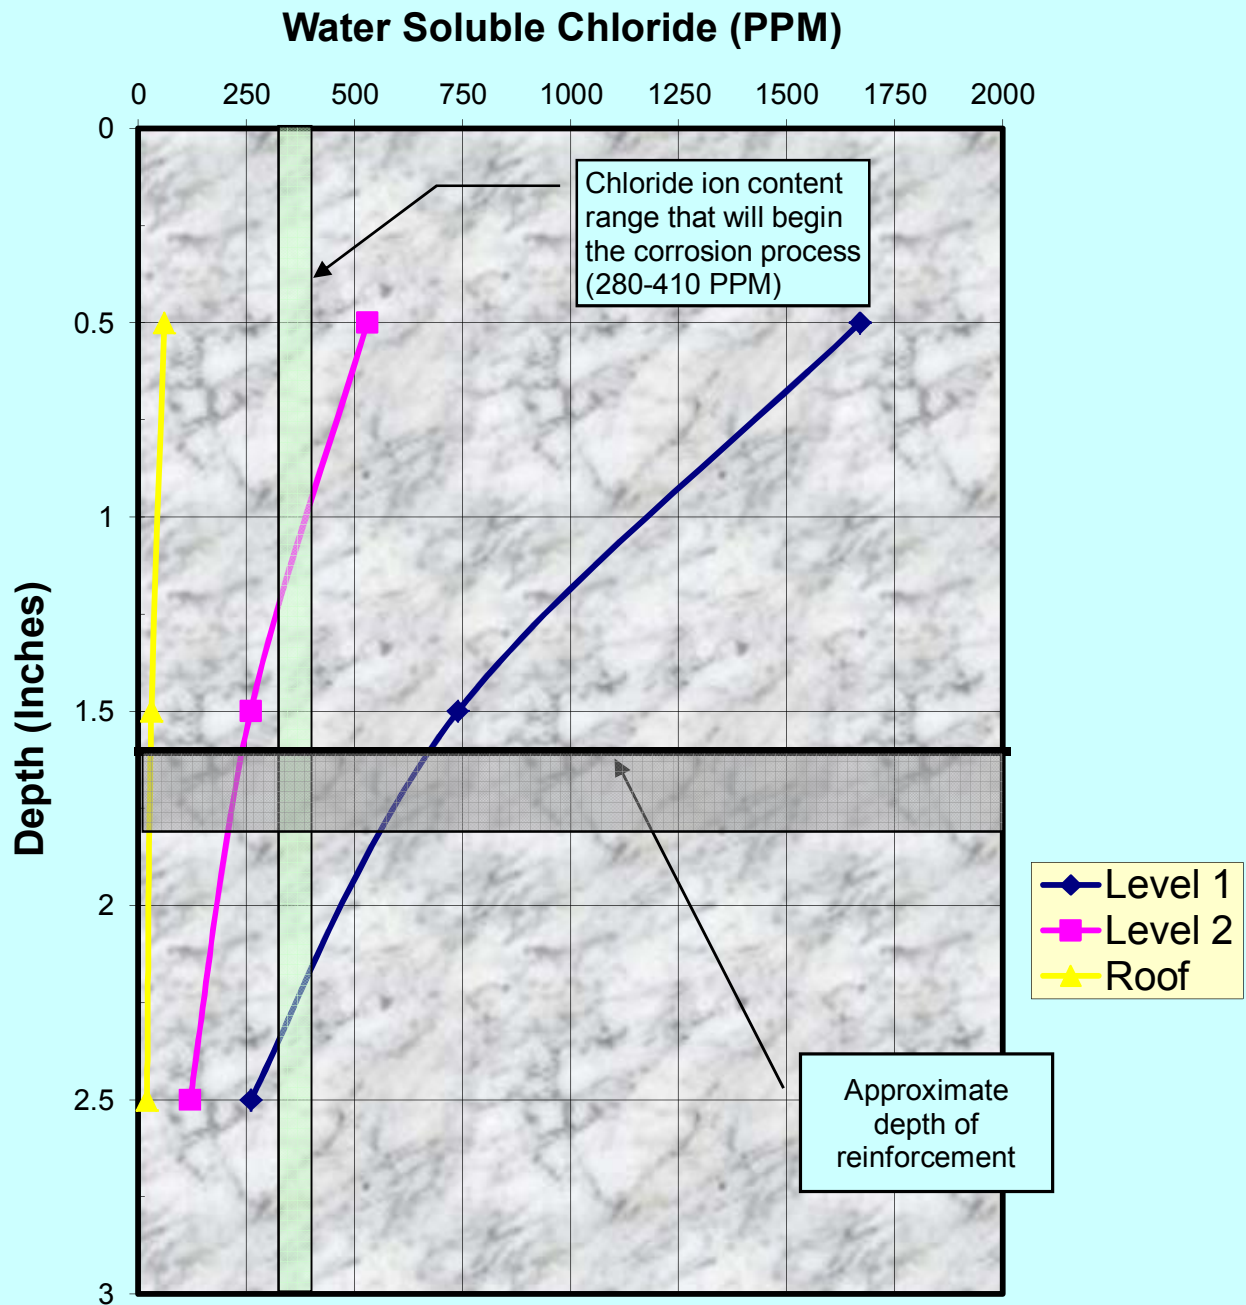 Water Soluble Chloride (PPM)
0 250 500 750 1000 1250 1500 1750 2000
0
0.5
1
1.5
2
2.5
3
Depth (Inches)
Chloride ion content
range that will begin
the corrosion process
(280-410 PPM)
Level 1
Level 2
Roof
Approximate
depth of
reinforcement